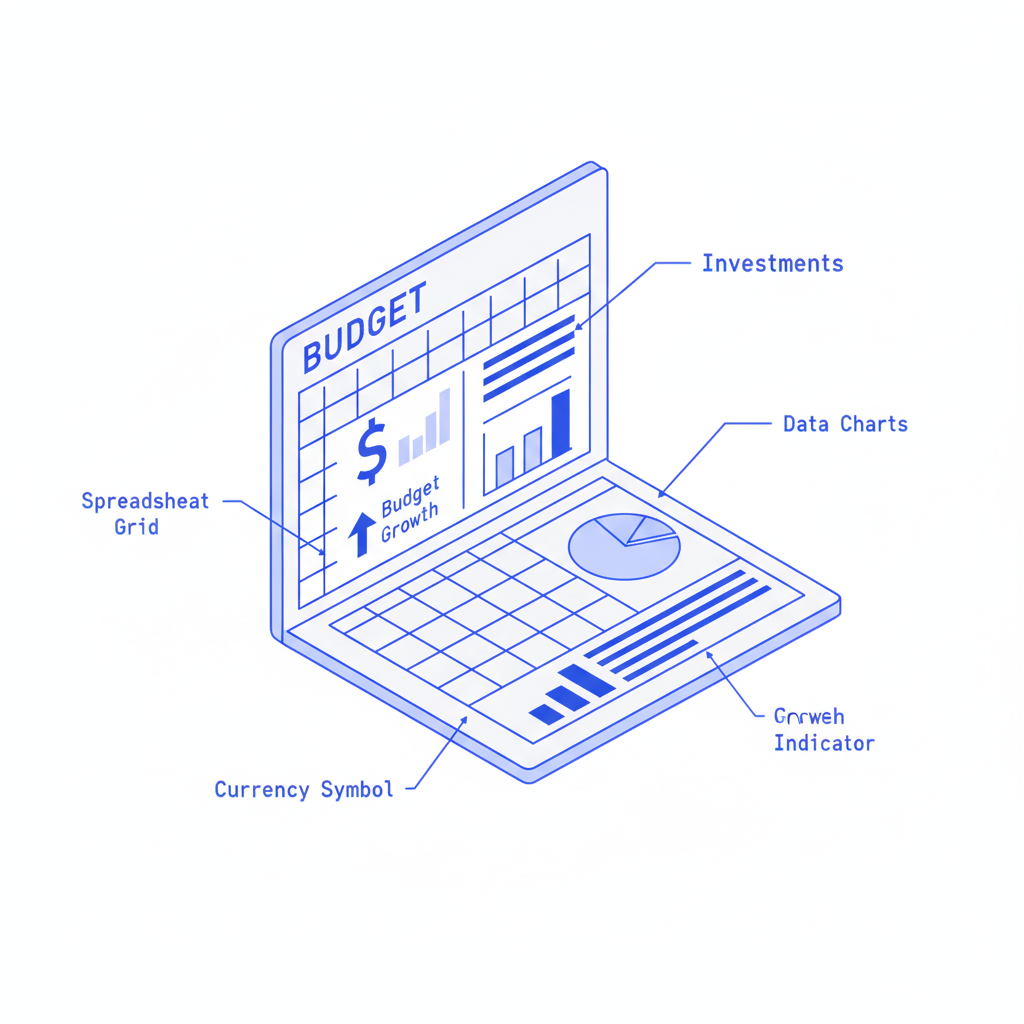 BUDGET
Investments
$
Data Charts
Budget
Growth
Spreadsheat
Grid
Indicator
Currency Symbol